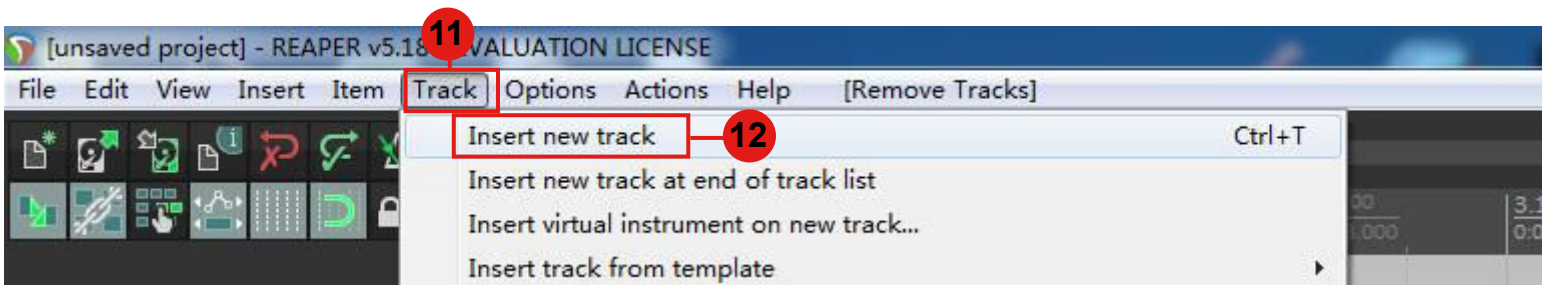 [unsaved project] - REAPER v5.18 EVALUATION LICENSE
11
File Edit View Insert Item Track Options Actions Help [Remove Tracks]
Insert new track Ctrl+T
12
Insert new track at end of track list
Insert virtual instrument on new track...
Insert track from template